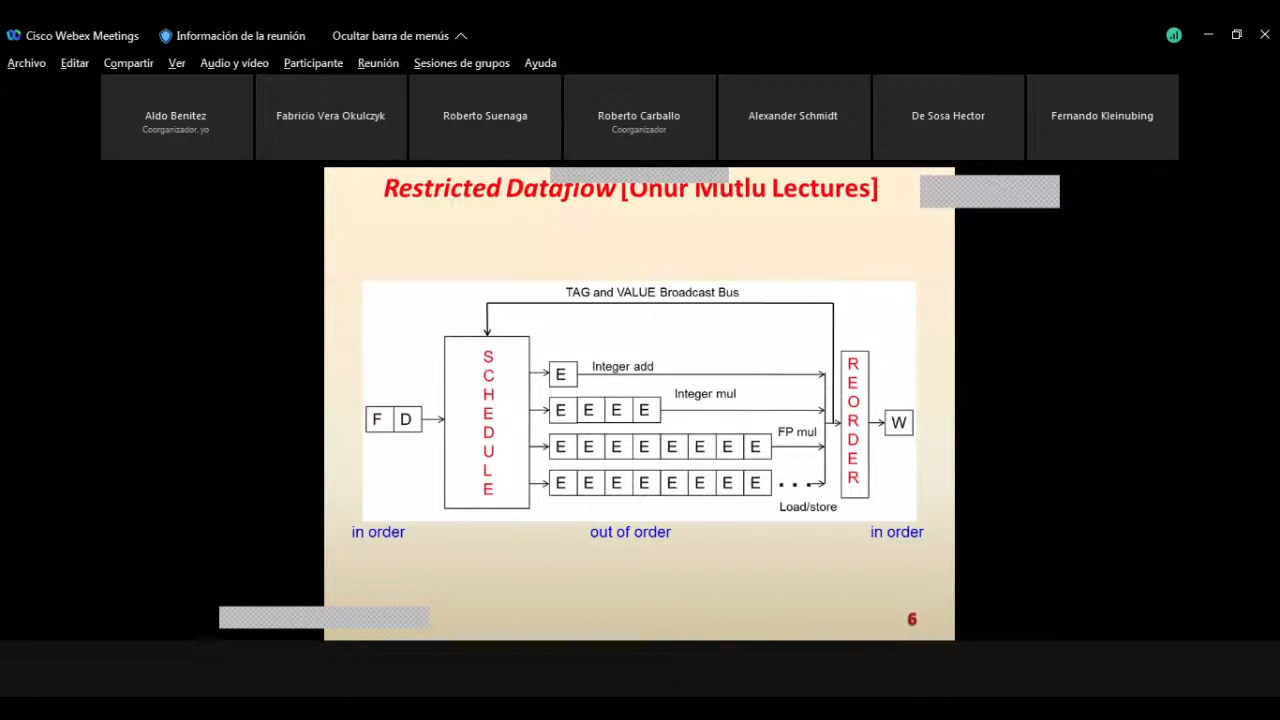 Cisco Webex Meetings Información de la reunión Ocultar barra de menús
Archivo Editar Compartir Ver Audio y vídeo Participante Reunión Sesiones de grupos Ayuda
Aldo Benitez
Coorganizador, yo
Fabricio Vera Okulczyk
Roberto Suenaga
Roberto Carballo
Coorganizador
Alexander Schmidt
De Sosa Hector
Fernando Kleinubing
Restricted Dataflow [Onur Mutlu Lectures]
TAG and VALUE Broadcast Bus
F D
SCHEDULE
E Integer add
E E E E Integer mul
E E E E E E E E FP mul
E E E E E E E E . . .
Load/store
REORDER
W
in order out of order in order
6